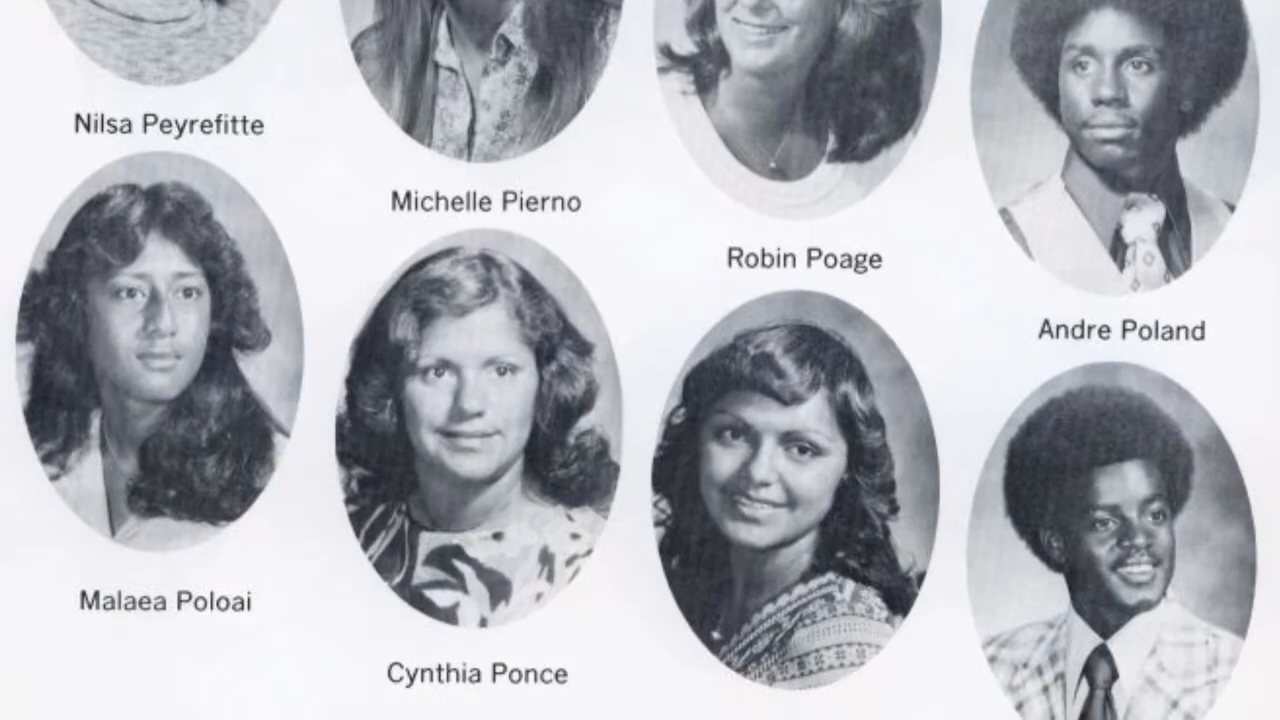 Nilsa Peyrefitte
Michelle Pierno
Robin Poage
Andre Poland
Malaea Poloai
Cynthia Ponce